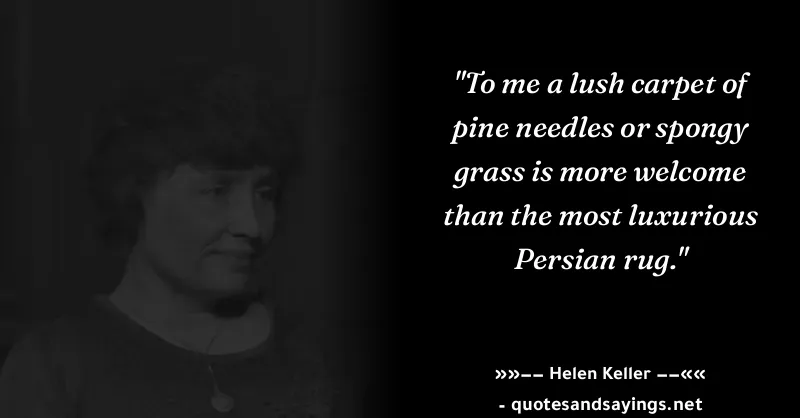 "To me a lush carpet of
pine needles or spongy
grass is more welcome
than the most luxurious
Persian rug."
»»−− Helen Keller −−««
- quotesandsayings.net